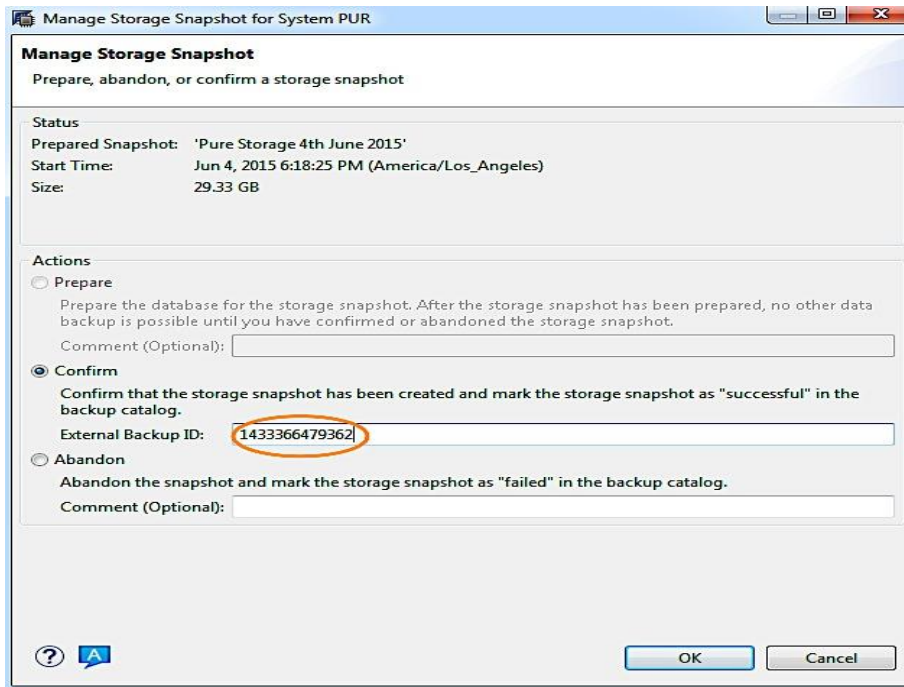 Manage Storage Snapshot for System PUR
Manage Storage Snapshot
Prepare, abandon, or confirm a storage snapshot
Status
Prepared Snapshot: 'Pure Storage 4th June 2015'
Start Time: Jun 4, 2015 6:18:25 PM (America/Los_Angeles)
Size: 29.33 GB
Actions
Prepare
Prepare the database for the storage snapshot. After the storage snapshot has been prepared, no other data
backup is possible until you have confirmed or abandoned the storage snapshot.
Comment (Optional):
Confirm
Confirm that the storage snapshot has been created and mark the storage snapshot as "successful" in the
backup catalog.
External Backup ID: 1433366479362
Abandon
Abandon the snapshot and mark the storage snapshot as "failed" in the backup catalog.
Comment (Optional):
? A
OK Cancel